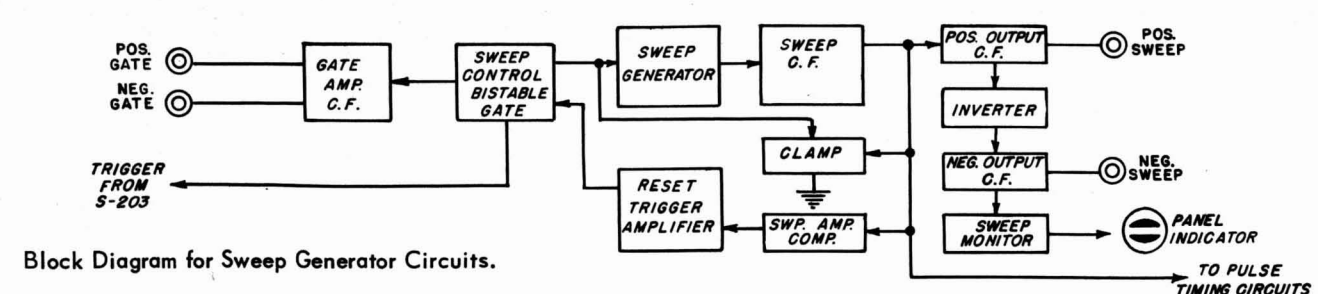 POS.
GATE
NEG.
GATE
GATE
AMP.
C.F.
SWEEP
CONTROL
BISTABLE
GATE
SWEEP
GENERATOR
SWEEP
C.F.
POS. OUTPUT
C.F.
POS.
SWEEP
INVERTER
CLAMP
NEG. OUTPUT
C.F.
NEG.
SWEEP
TRIGGER
FROM
S-203
RESET
TRIGGER
AMPLIFIER
SWP. AMP.
COMP.
SWEEP
MONITOR
PANEL
INDICATOR
TO PULSE
TIMING CIRCUITS
Block Diagram for Sweep Generator Circuits.